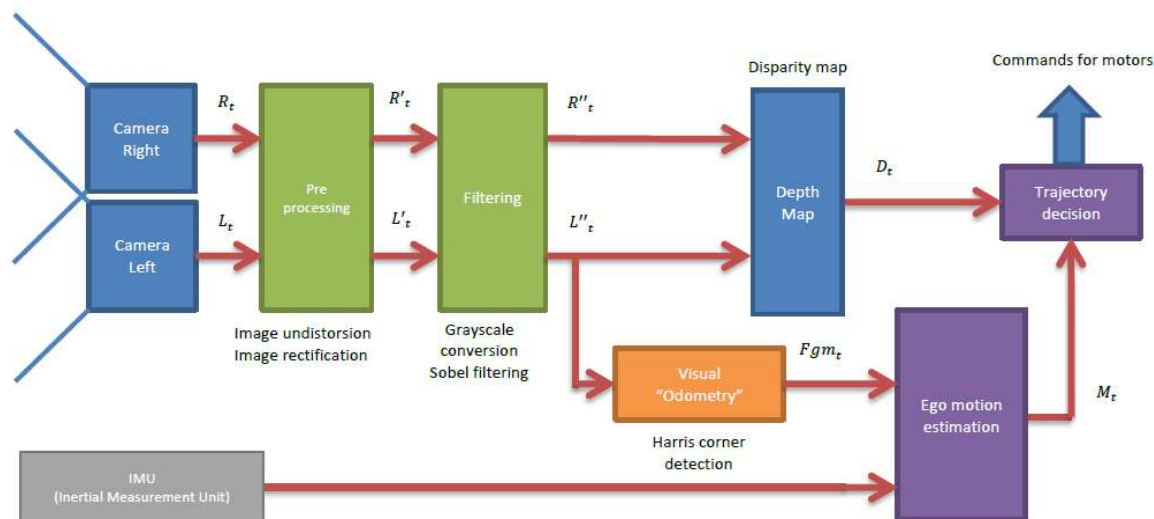 Commands for motors
Disparity map
R_t
R'_t
R''_t
Camera
Right
Pre
processing
Filtering
Depth
Map
D_t
Trajectory
decision
L_t
L'_t
L''_t
Camera
Left
Image undistorsion
Image rectification
Grayscale
conversion
Sobel filtering
Visual
"Odometry"
Fgm_t
Harris corner
detection
Ego motion
estimation
M_t
IMU
(Inertial Measurement Unit)